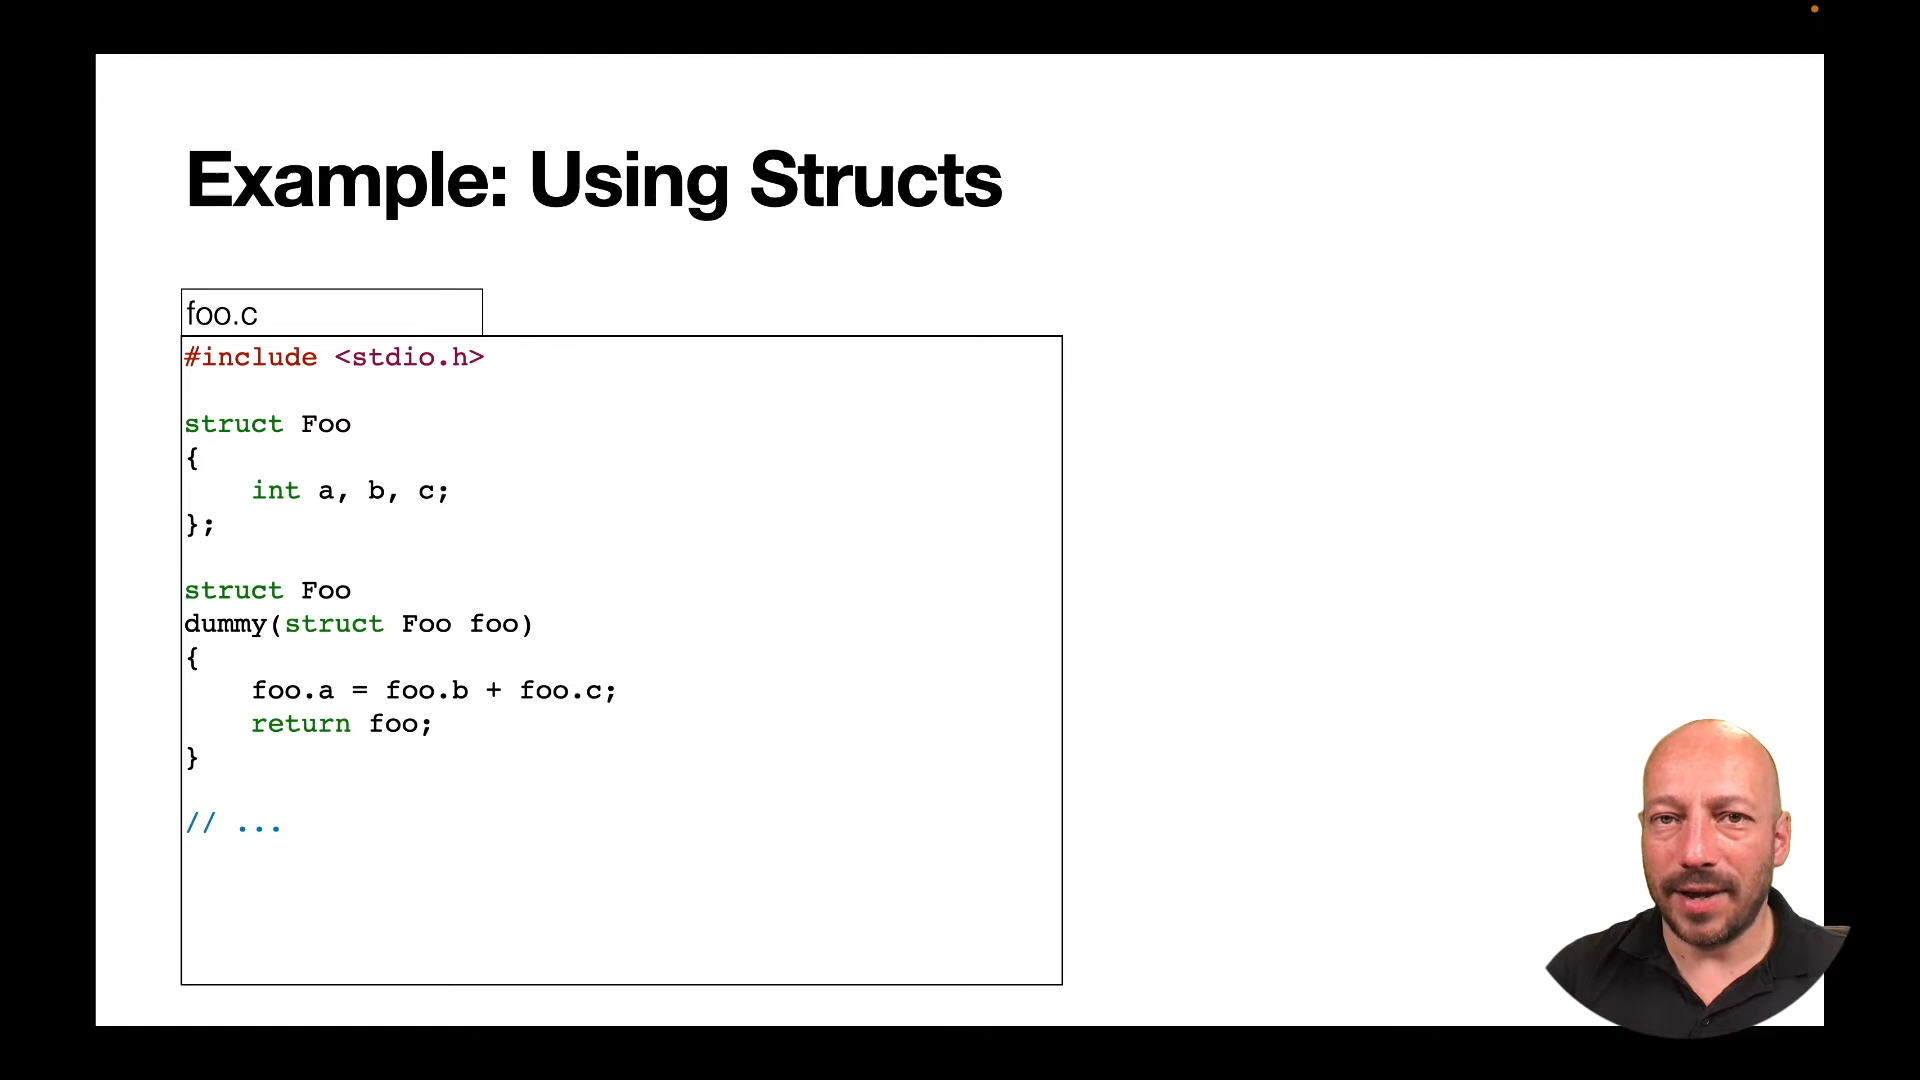 Example: Using Structs
foo.c
#include <stdio.h>
struct Foo
{
    int a, b, c;
};
struct Foo
dummy(struct Foo foo)
{
    foo.a = foo.b + foo.c;
    return foo;
}
// ...